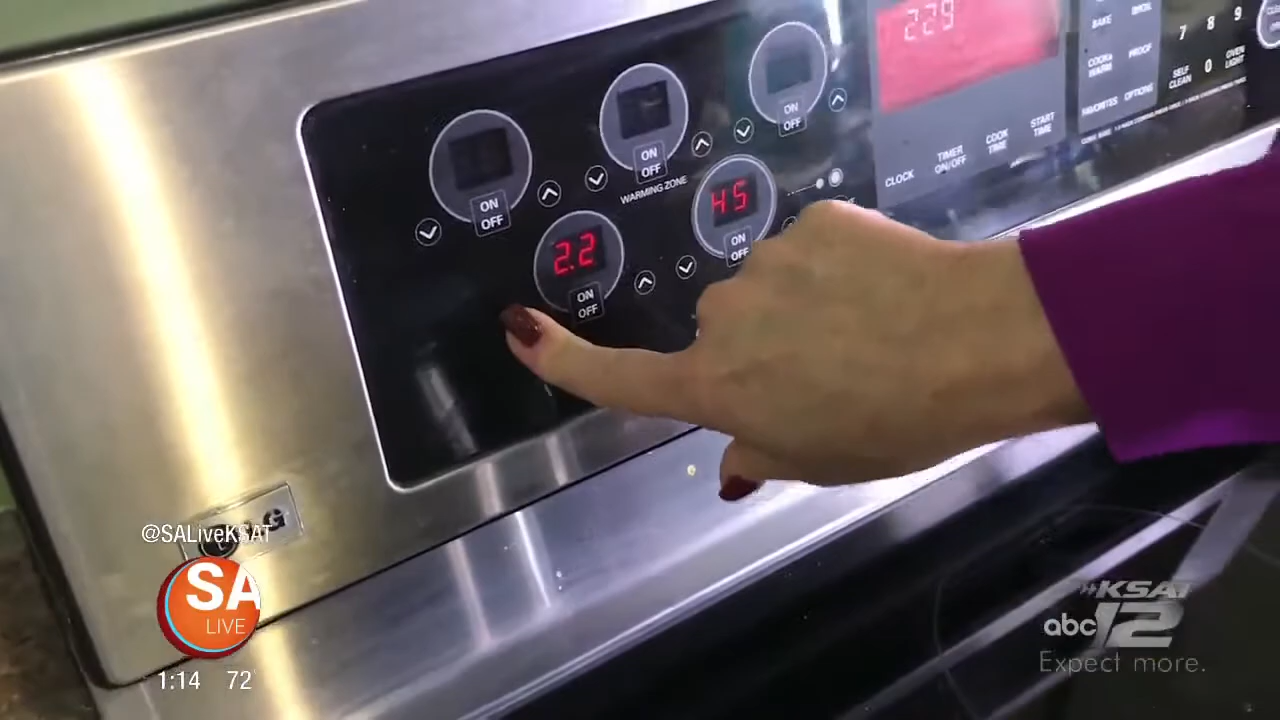 229
BAKE
BROIL
7 8 9
COOK & WARM
PROOF
SELF CLEAN
0
OVEN LIGHT
FAVORITES
OPTIONS
CLOCK
TIMER ON/OFF
COOK TIME
START TIME
ON OFF
ON OFF
ON OFF
WARMING ZONE
2.2
ON OFF
45
ON OFF
LG
@SALiveKSAT
SA
LIVE
1:14 72°
KSAT
abc 12
Expect more.